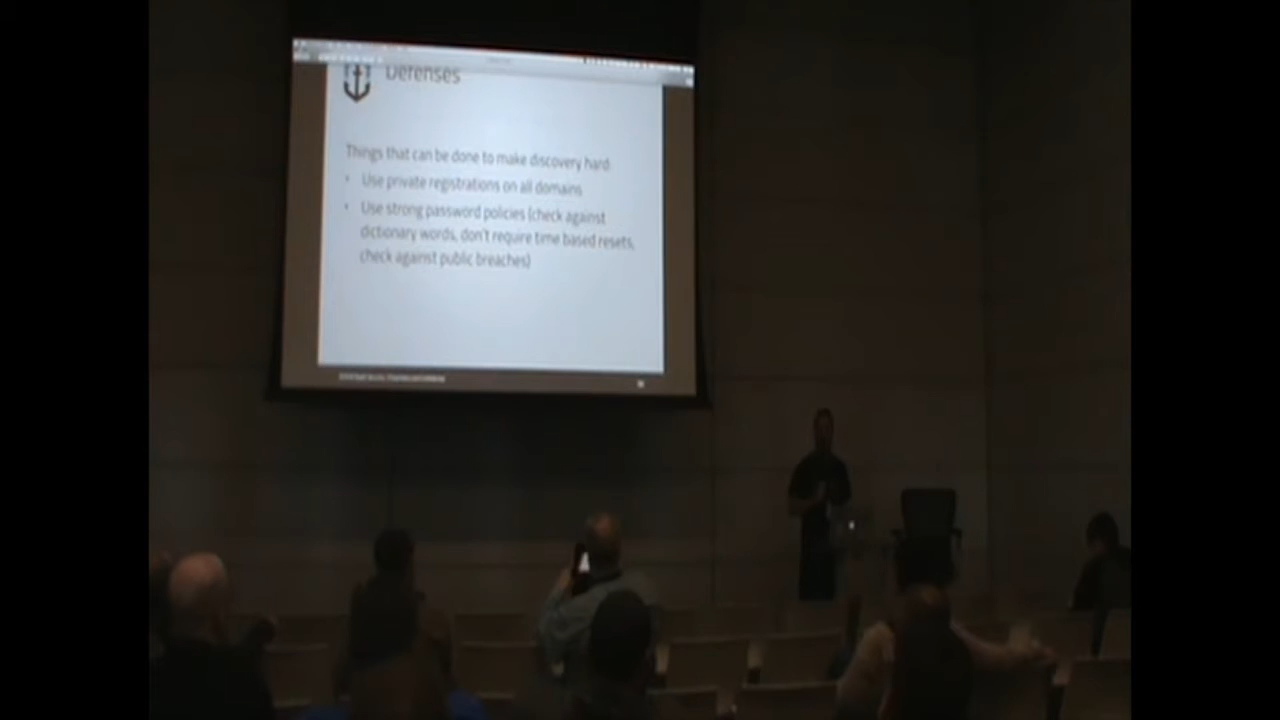 Defenses
Things that can be done to make discovery hard
• Use private registrations on all domains
• Use strong password policies (check against
dictionary words, don't require time based resets,
check against public breaches)